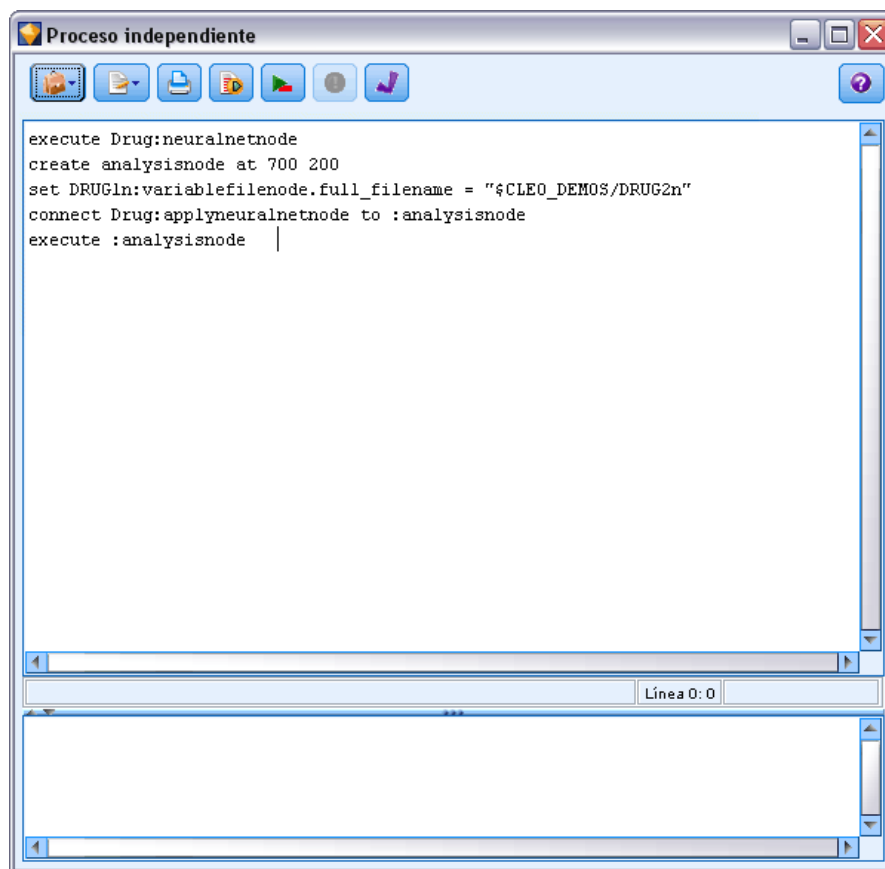 Proceso independiente
execute Drug:neuralnetnode
create analysisnode at 700 200
set DRUG1n:variablefilenode.full_filename = "$CLEO_DEMOS/DRUG2n"
connect Drug:applyneuralnetnode to :analysisnode
execute :analysisnode
Línea 0: 0